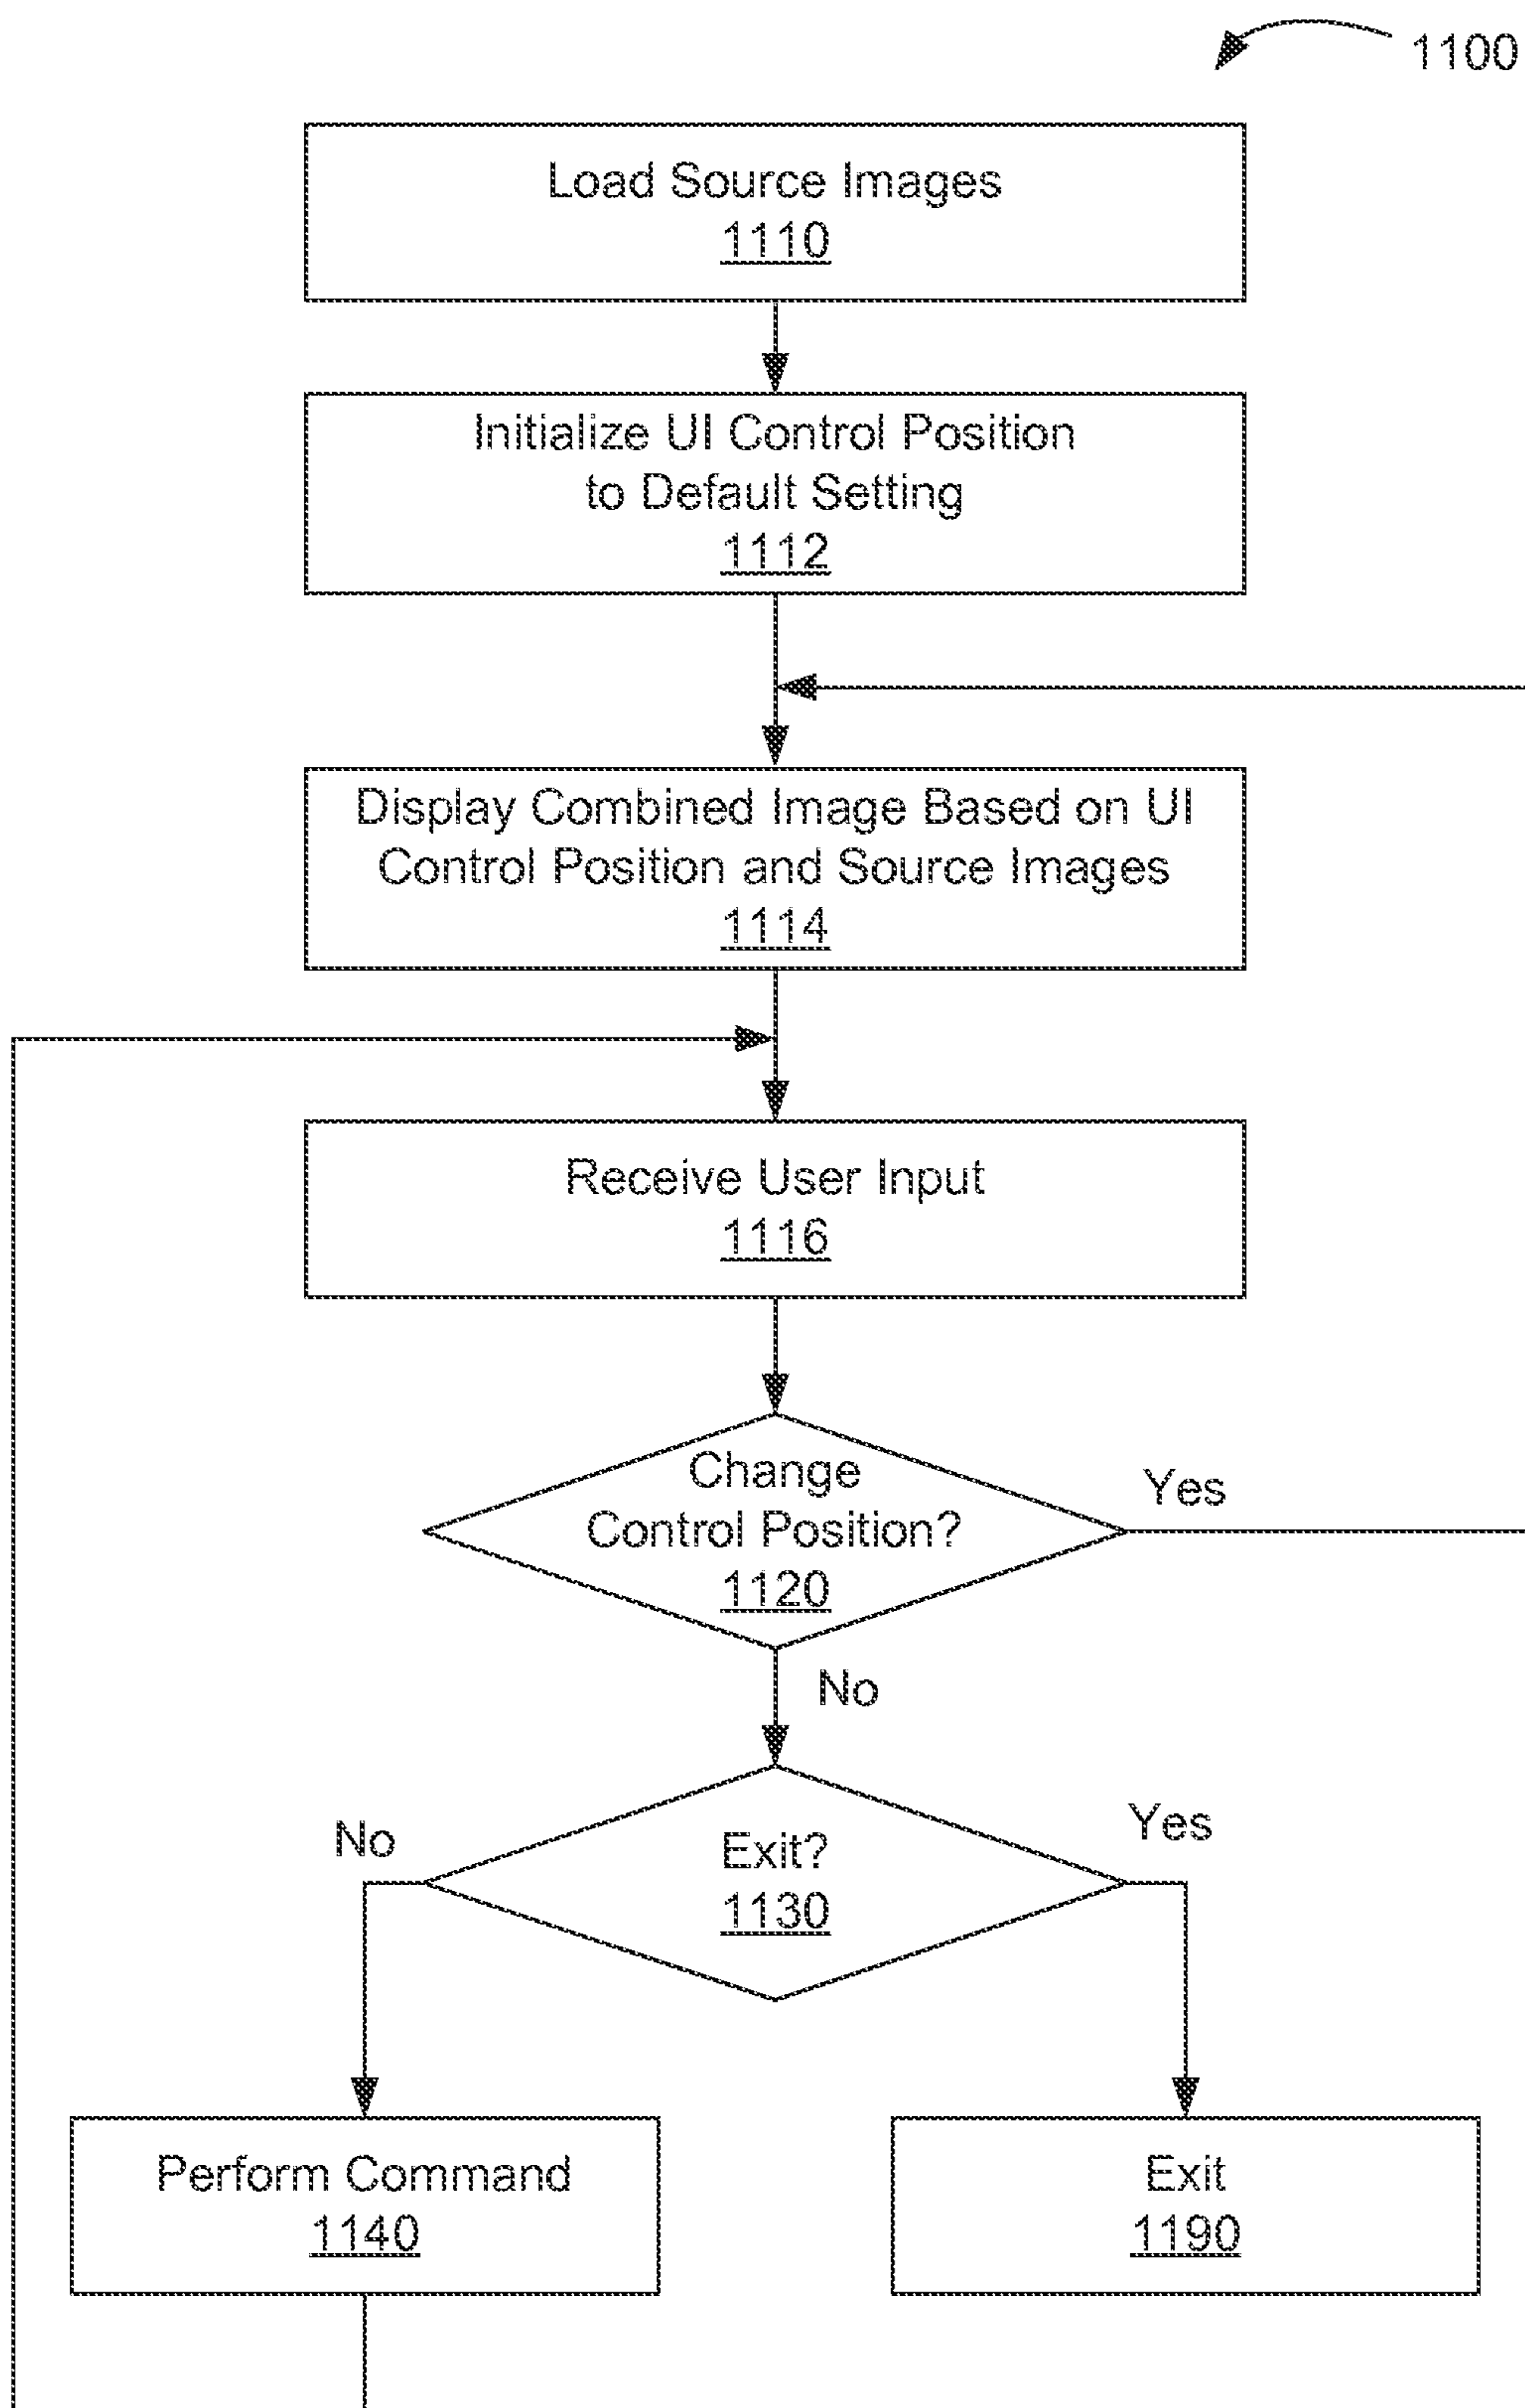 1100
Load Source Images
1110
Initialize UI Control Position
to Default Setting
1112
Display Combined Image Based on UI
Control Position and Source Images
1114
Receive User Input
1116
Change
Control Position?
1120
Yes
No
Exit?
1130
No
Yes
Perform Command
1140
Exit
1190